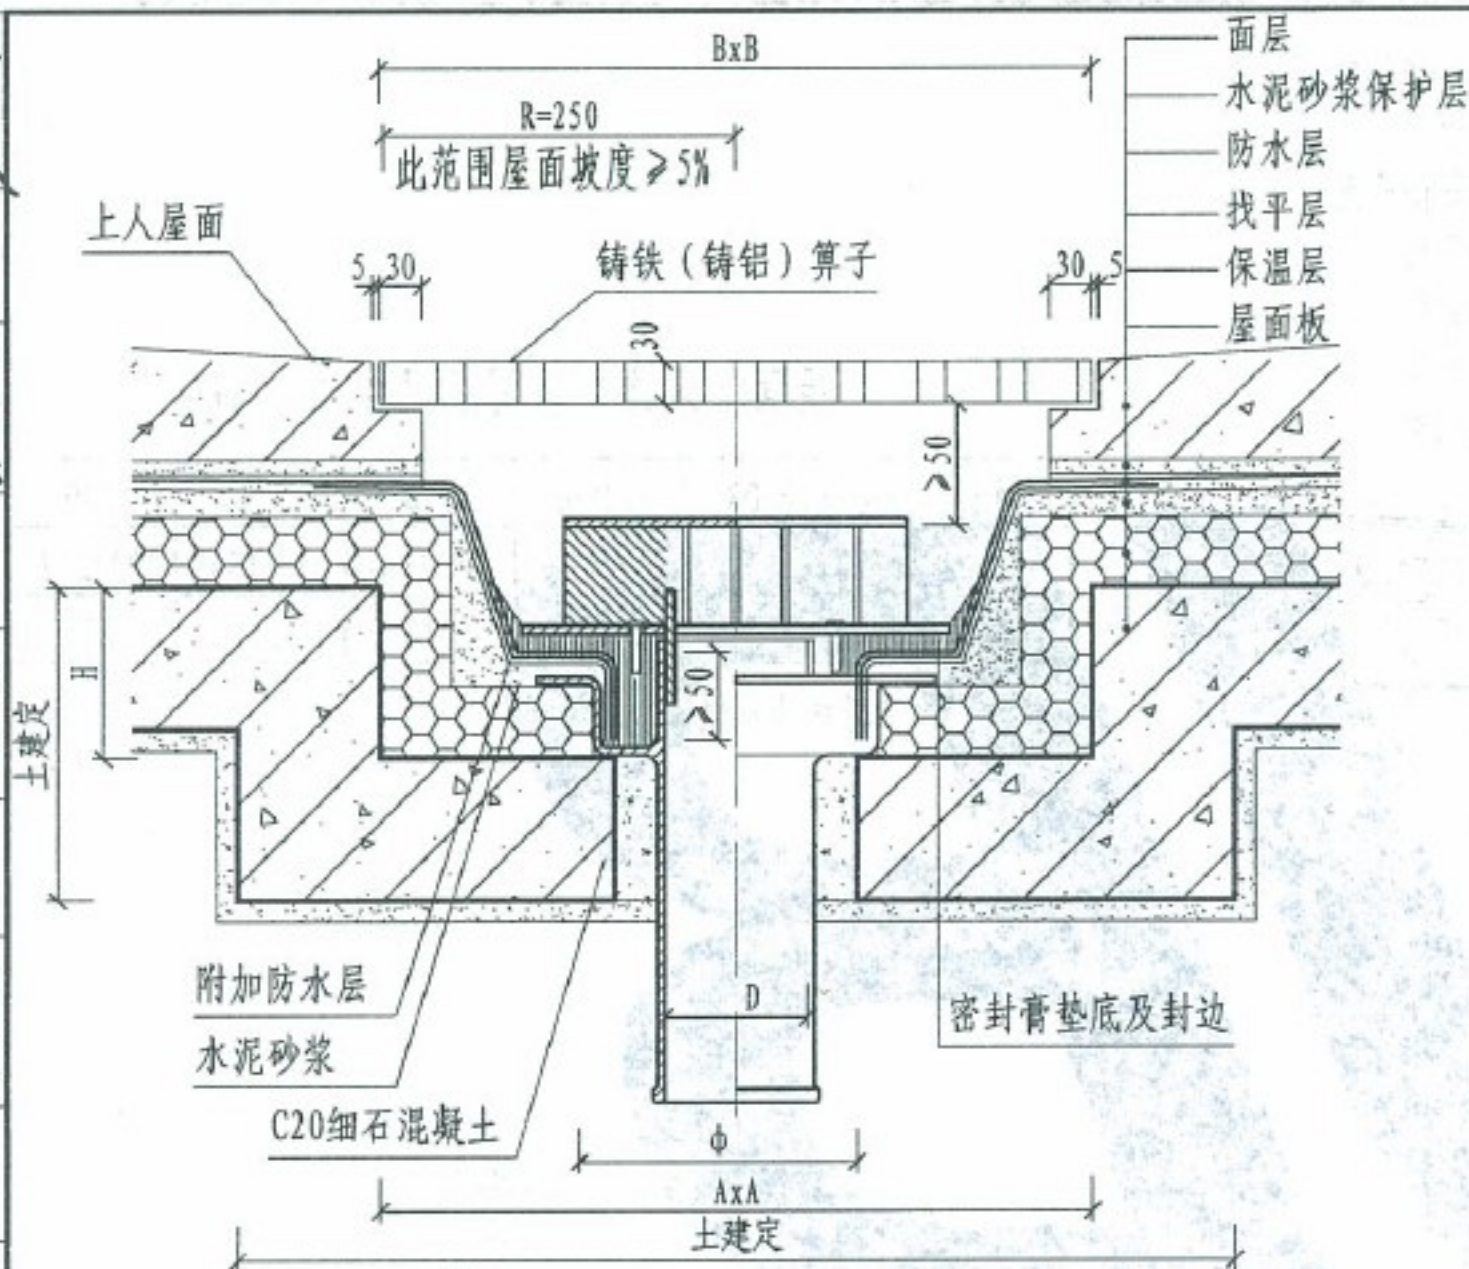 BxB
面层
水泥砂浆保护层
R=250
防水层
此范围屋面坡度≥5%
找平层
上人屋面
铸铁（铸铝）箅子
保温层
5 30
30 5
屋面板
30
≥50
H
≥50
土建定
附加防水层
D
密封膏垫底及封边
水泥砂浆
C20细石混凝土
ф
AxA
土建定